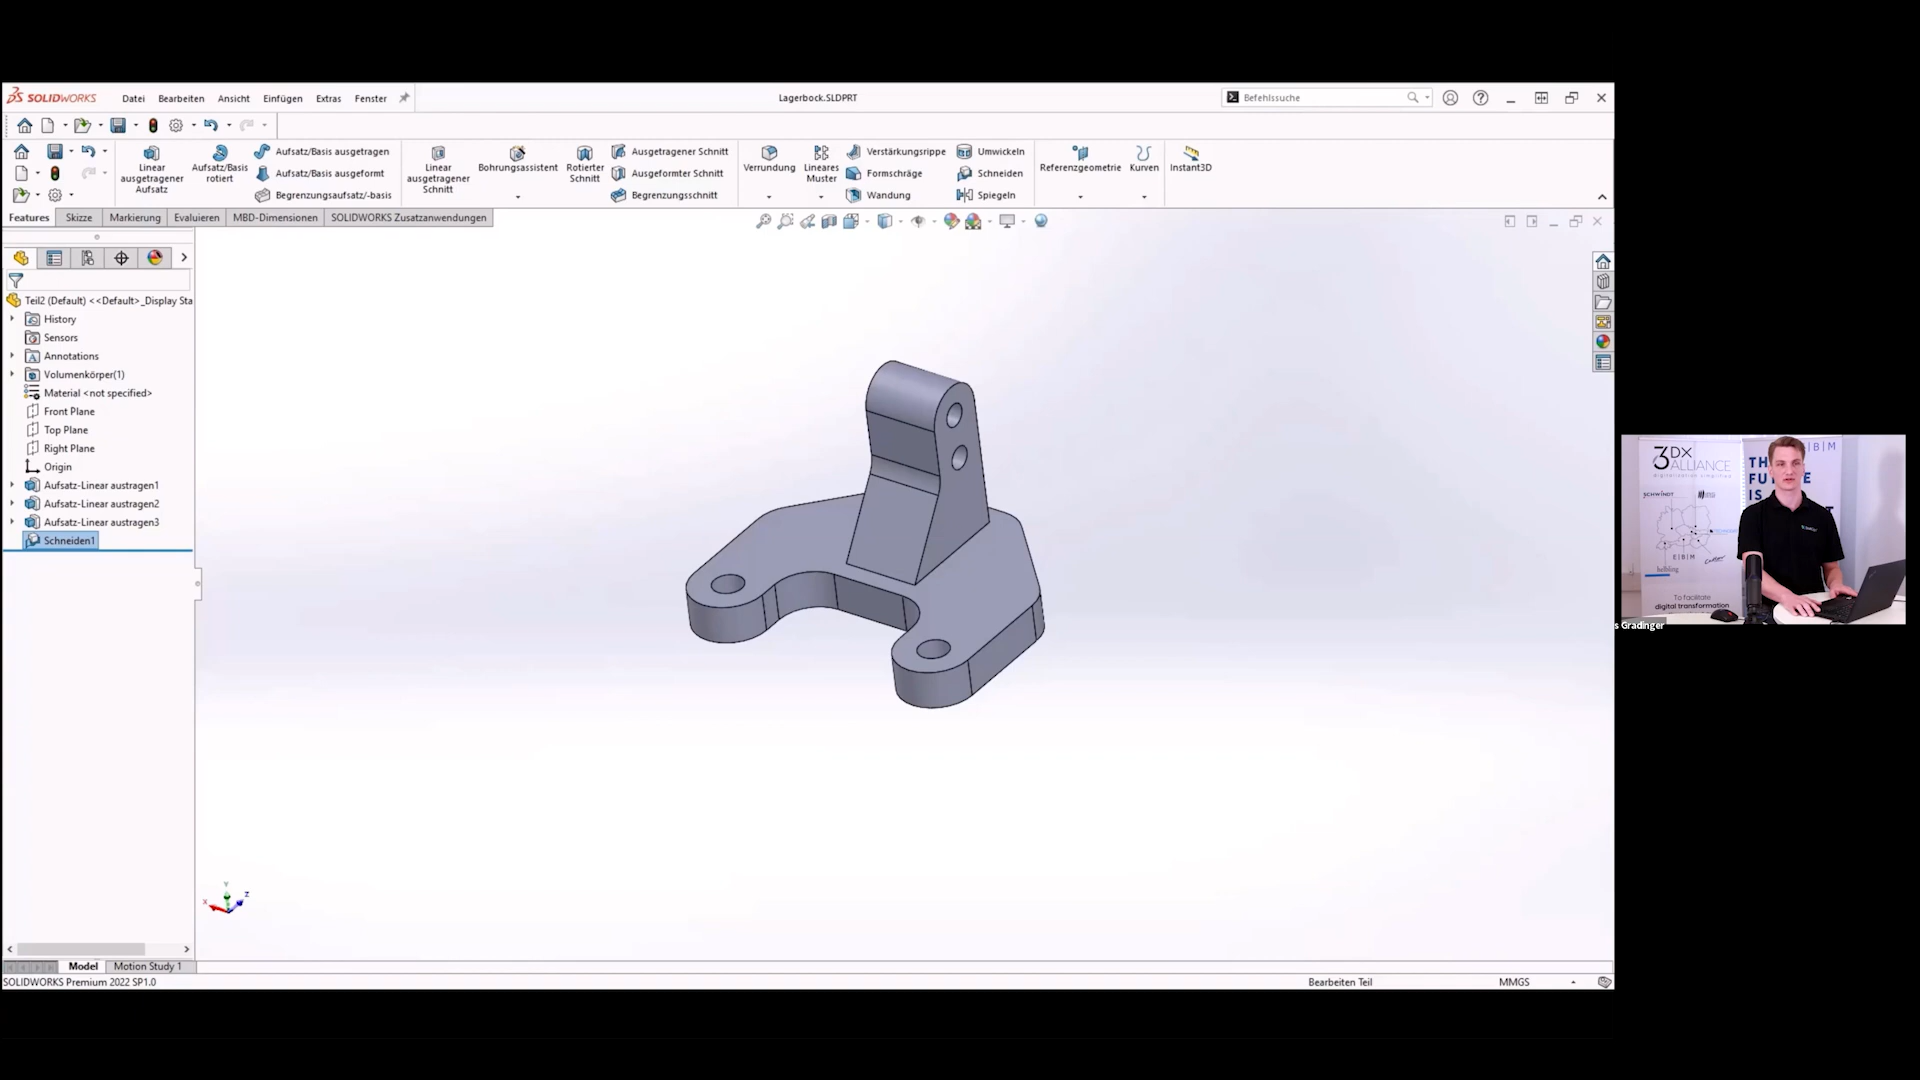 SOLIDWORKS
Datei Bearbeiten Ansicht Einfügen Extras Fenster
Lagerbock.SLDPRT
Befehlssuche
Linear ausgetragener Aufsatz
Aufsatz/Basis rotiert
Aufsatz/Basis ausgetragen
Aufsatz/Basis ausgeformt
Begrenzungsaufsatz/-basis
Linear ausgetragener Schnitt
Bohrungsassistent
Rotierter Schnitt
Ausgetragener Schnitt
Ausgeformter Schnitt
Begrenzungsschnitt
Verrundung
Lineares Muster
Verstärkungsrippe
Formschräge
Wandung
Umwickeln
Schneiden
Spiegeln
Referenzgeometrie
Kurven
Instant3D
Features Skizze Markierung Evaluieren MBD-Dimensionen SOLIDWORKS Zusatzanwendungen
Teil2 (Default) <<Default>_Display Sta
History
Sensors
Annotations
Volumenkörper(1)
Material <not specified>
Front Plane
Top Plane
Right Plane
Origin
Aufsatz-Linear austragen1
Aufsatz-Linear austragen2
Aufsatz-Linear austragen3
Schneiden1
Y
X
Z
Model Motion Study 1
SOLIDWORKS Premium 2022 SP1.0
Bearbeiten Teil
MMGS
3DX
ALLIANCE
SCHWINDT
E|B|M
helbling
To facilitate
digital transformation
|B|M
TH
FU E
IS
s Gradinger